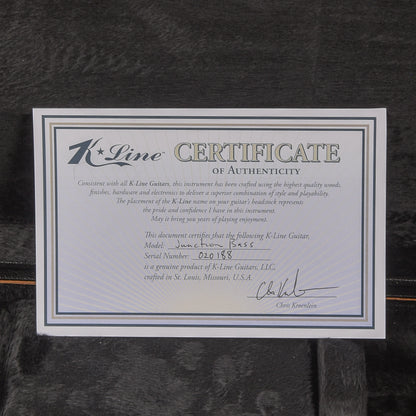 K★Line™ CERTIFICATE
OF AUTHENTICITY
Consistent with all K-Line Guitars, this instrument has been crafted using the highest quality woods,
finishes, hardware and electronics to deliver a superior combination of style and playability.
The placement of the K-Line name on your guitar's headstock represents
the pride and confidence I have in this instrument.
May it bring you years of playing enjoyment.
This document certifies that the following K-Line Guitar,
Model: Junction Bass
Serial Number: 020188
is a genuine product of K-Line Guitars, LLC,
crafted in St. Louis, Missouri, U.S.A.
Chris Kroenlein